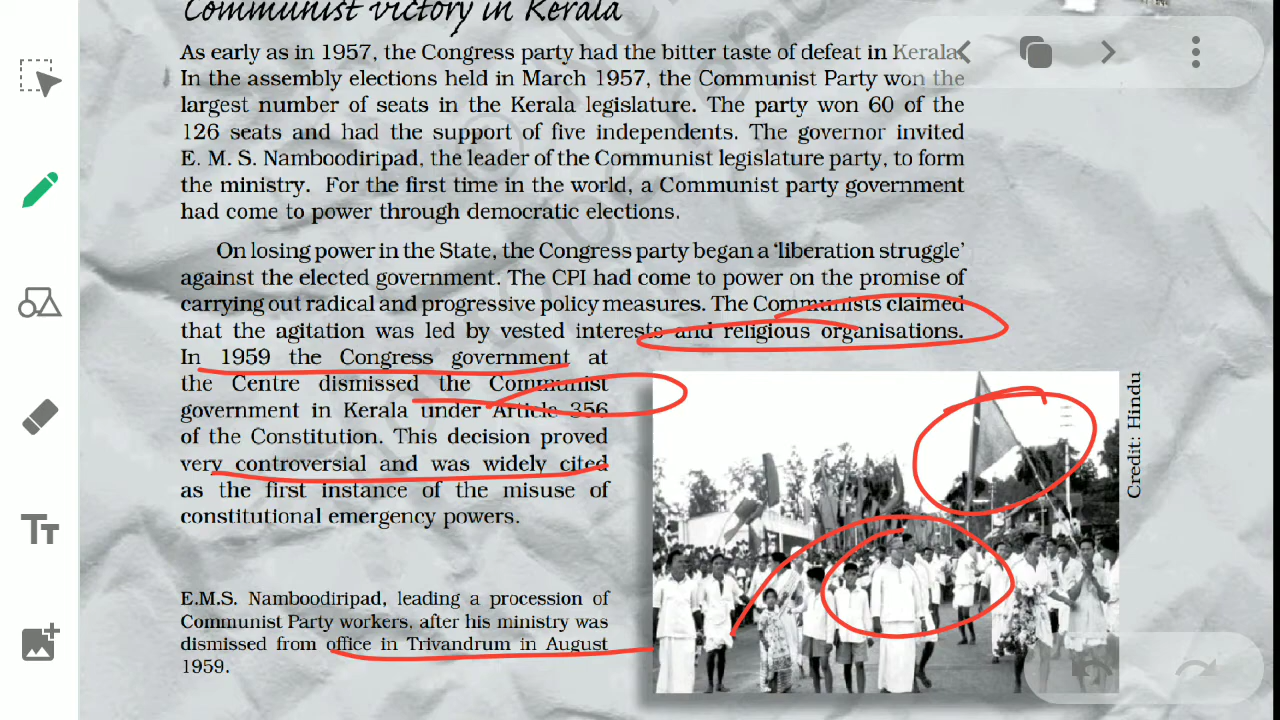 Communist victory in Kerala
As early as in 1957, the Congress party had the bitter taste of defeat in Kerala.
In the assembly elections held in March 1957, the Communist Party won the
largest number of seats in the Kerala legislature. The party won 60 of the
126 seats and had the support of five independents. The governor invited
E. M. S. Namboodiripad, the leader of the Communist legislature party, to form
the ministry. For the first time in the world, a Communist party government
had come to power through democratic elections.
On losing power in the State, the Congress party began a ‘liberation struggle’
against the elected government. The CPI had come to power on the promise of
carrying out radical and progressive policy measures. The Communists claimed
that the agitation was led by vested interests and religious organisations.
In 1959 the Congress government at
the Centre dismissed the Communist
government in Kerala under Article 356
of the Constitution. This decision proved
very controversial and was widely cited
as the first instance of the misuse of
constitutional emergency powers.
Credit: Hindu
E.M.S. Namboodiripad, leading a procession of
Communist Party workers, after his ministry was
dismissed from office in Trivandrum in August
1959.
TT